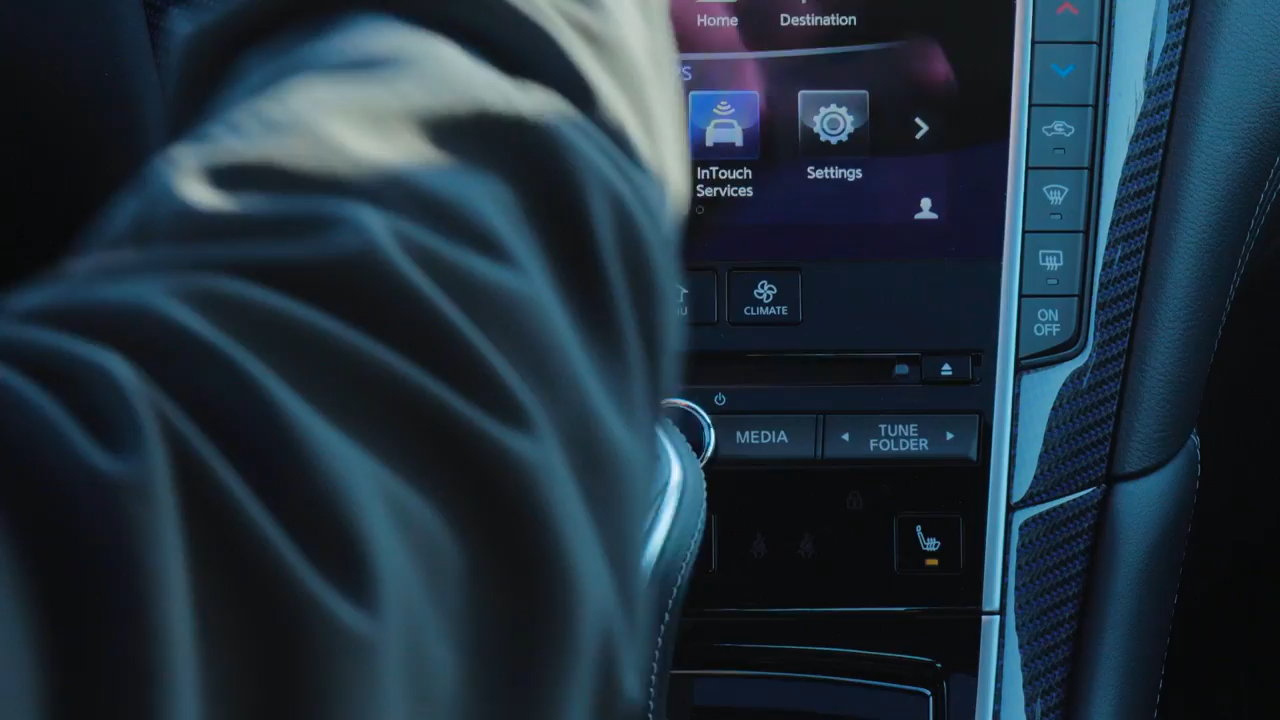 Home Destination
InTouch
Services
Settings
CLIMATE
ON
OFF
MEDIA
TUNE
FOLDER